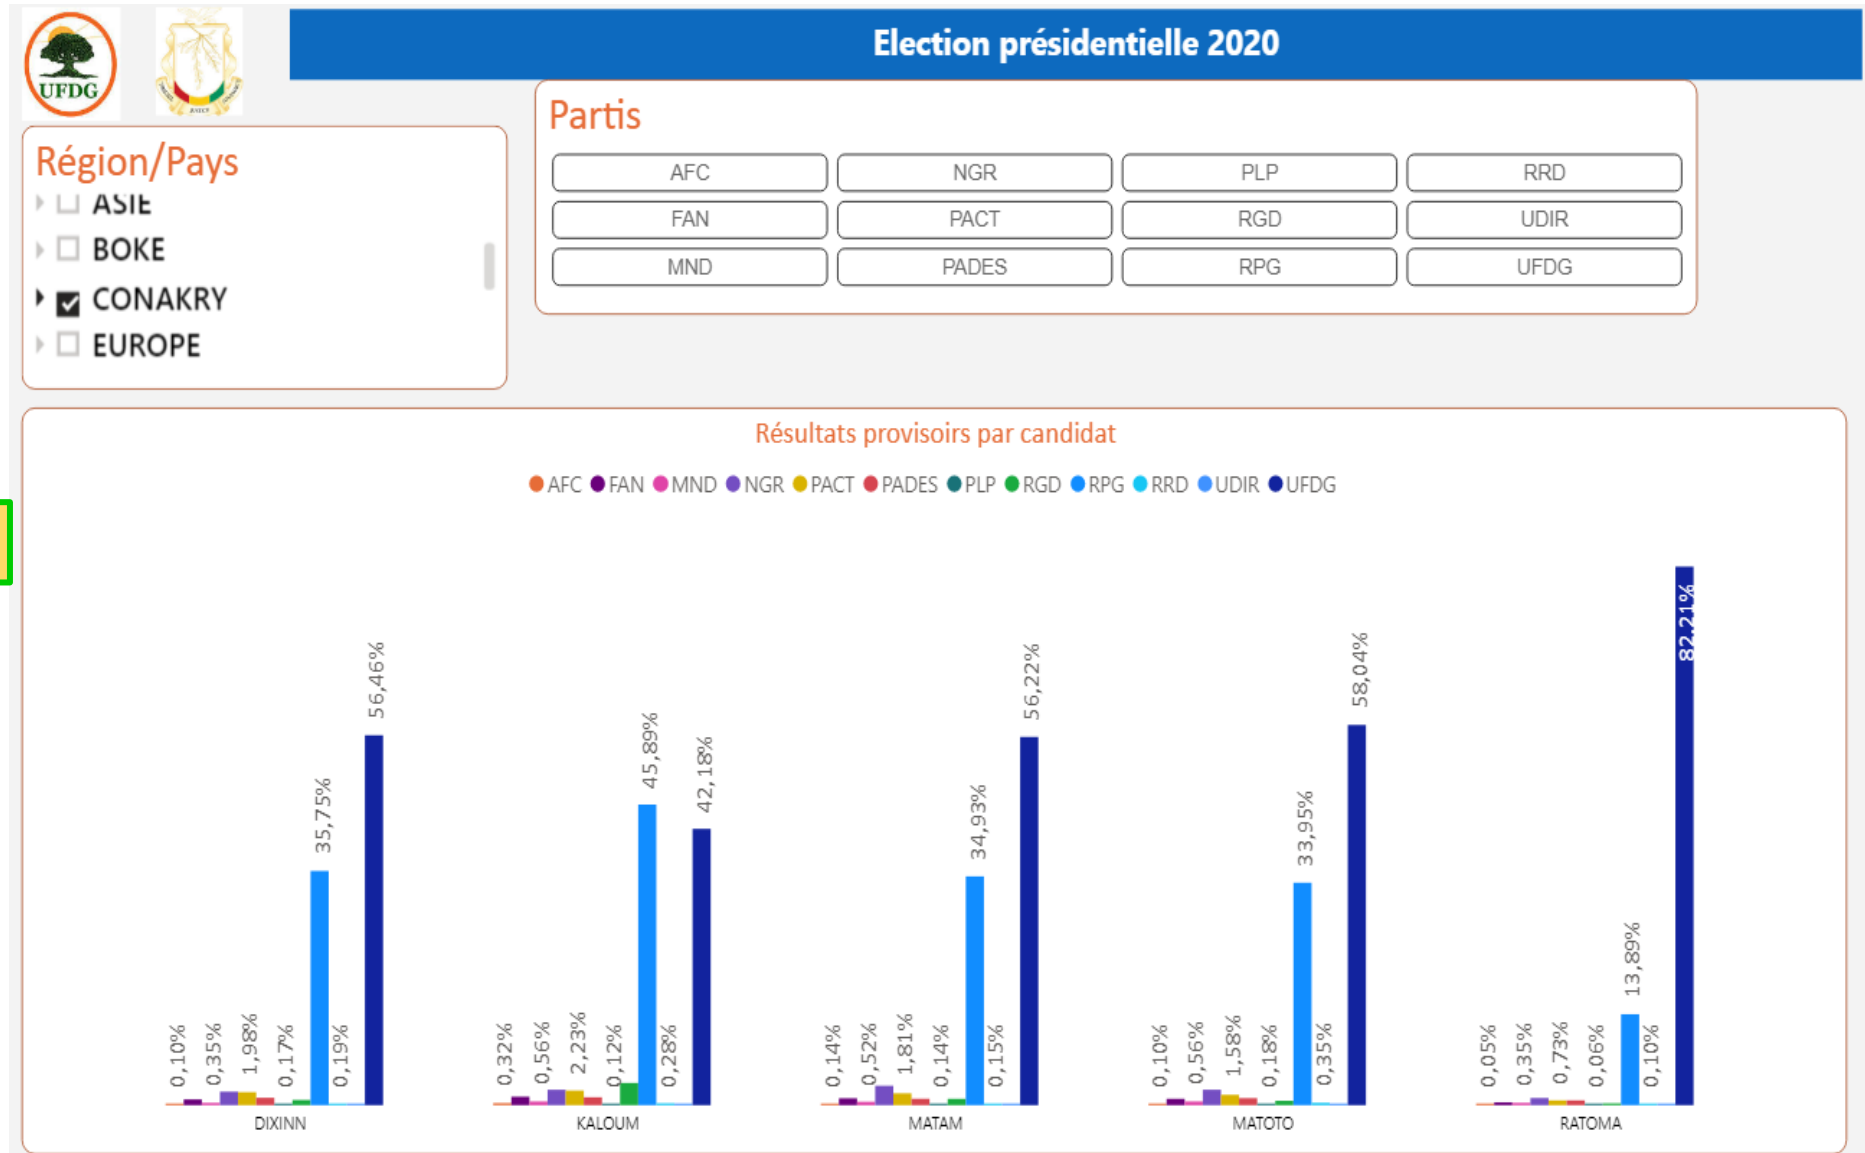 UFDG
Election présidentielle 2020
Région/Pays
ASIE
BOKE
CONAKRY
EUROPE
Partis
AFC NGR PLP RRD
FAN PACT RGD UDIR
MND PADES RPG UFDG
Résultats provisoirs par candidat
AFC FAN MND NGR PACT PADES PLP RGD RPG RRD UDIR UFDG
0,10% 0,35% 1,98% 0,17% 35,75% 0,19% 56,46%
0,32% 0,56% 2,23% 0,12% 45,89% 0,28% 42,18%
0,14% 0,52% 1,81% 0,14% 34,93% 0,15% 56,22%
0,10% 0,56% 1,58% 0,18% 33,95% 0,35% 58,04%
0,05% 0,35% 0,73% 0,06% 13,89% 0,10% 82,21%
DIXINN KALOUM MATAM MATOTO RATOMA